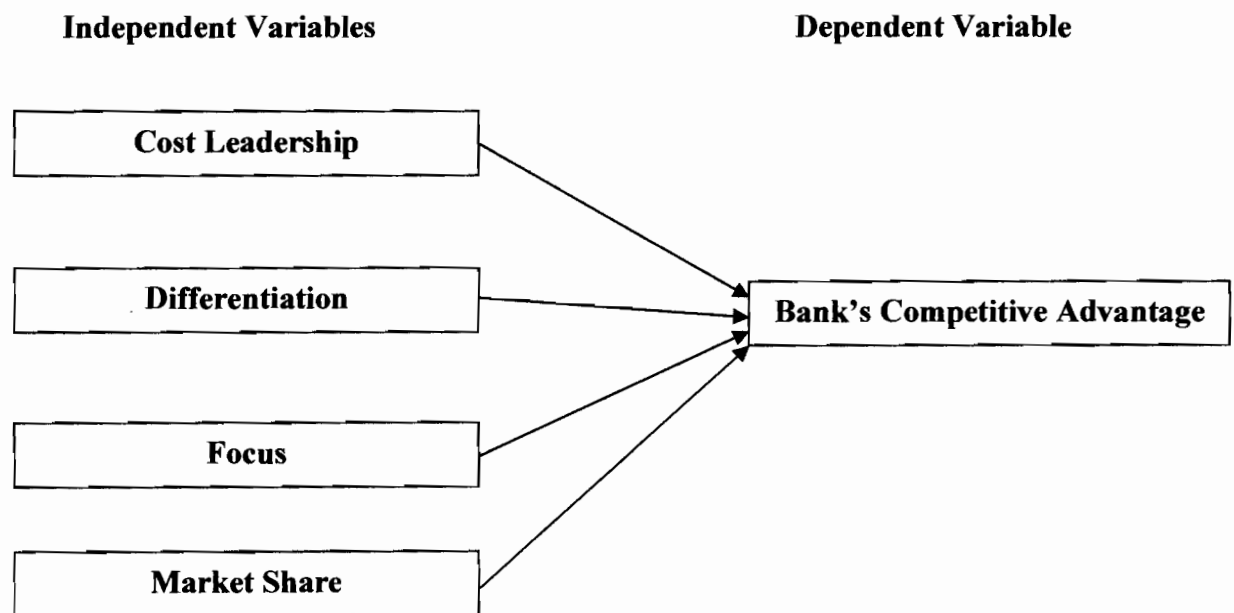 Independent Variables
Dependent Variable
Cost Leadership
Differentiation
Bank's Competitive Advantage
Focus
Market Share